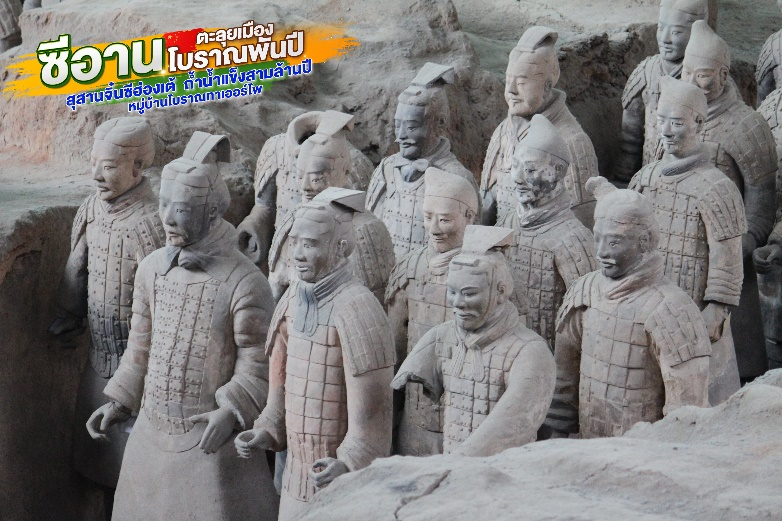 ซีอาน ตะลุยเมือง
โบราณพันปี
สุสานจิ๋นซีฮ่องเต้ ถ้ำน้ำแข็งสามล้านปี
หมู่บ้านโบราณทาเออร์โพ